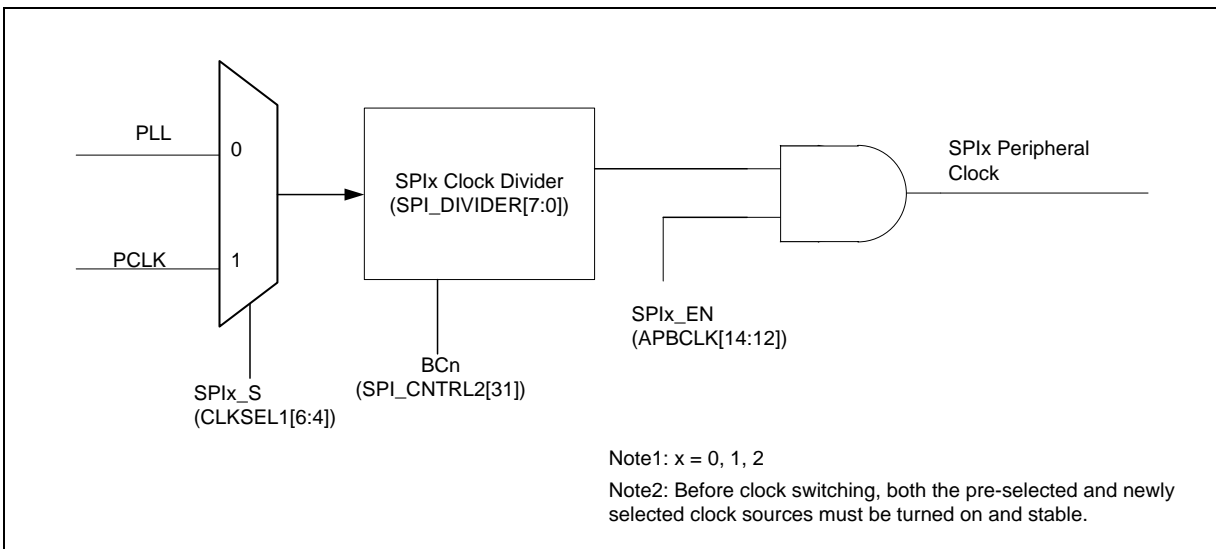 PLL
0
PCLK
1
SPIx_S
(CLKSEL1[6:4])
SPIx Clock Divider
(SPI_DIVIDER[7:0])
BCn
(SPI_CNTRL2[31])
SPIx_EN
(APBCLK[14:12])
SPIx Peripheral
Clock
Note1: x = 0, 1, 2
Note2: Before clock switching, both the pre-selected and newly
selected clock sources must be turned on and stable.